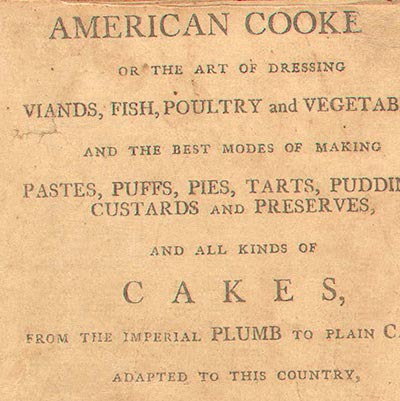 AMERICAN COOKE
OR THE ART OF DRESSING
VIANDS, FISH, POULTRY and VEGETAB
AND THE BEST MODES OF MAKING
PASTES, PUFFS, PIES, TARTS, PUDDIN
CUSTARDS AND PRESERVES,
AND ALL KINDS OF
CAKES,
FROM THE IMPERIAL PLUMB TO PLAIN C
ADAPTED TO THIS COUNTRY,